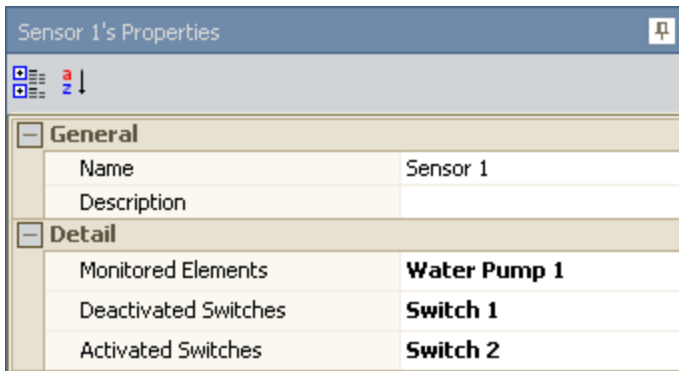 Sensor 1's Properties
a
z
General
Name Sensor 1
Description
Detail
Monitored Elements Water Pump 1
Deactivated Switches Switch 1
Activated Switches Switch 2